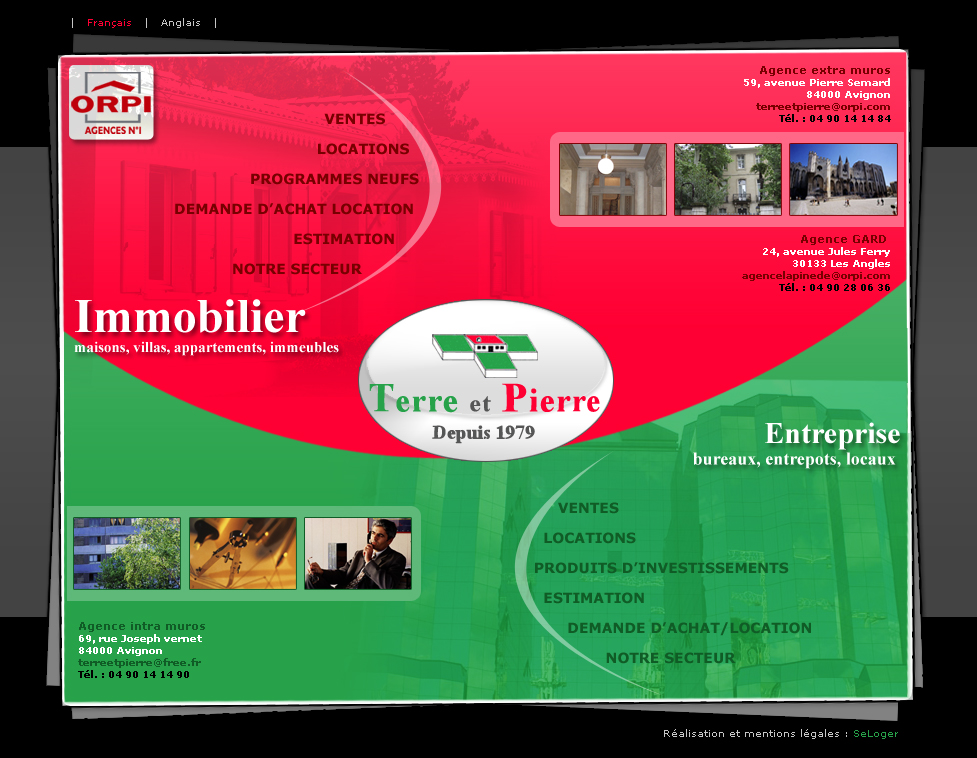 | Français | Anglais |
ORPI
AGENCES N°1
VENTES
LOCATIONS
PROGRAMMES NEUFS
DEMANDE D'ACHAT LOCATION
ESTIMATION
NOTRE SECTEUR
Immobilier
maisons, villas, appartements, immeubles
Agence extra muros
59, avenue Pierre Semard
84000 Avignon
terreetpierre@orpi.com
Tél. : 04 90 14 14 84
Agence GARD
24, avenue Jules Ferry
30133 Les Angles
agencelapinede@orpi.com
Tél. : 04 90 28 06 36
Terre et Pierre
Depuis 1979
Entreprise
bureaux, entrepots, locaux
VENTES
LOCATIONS
PRODUITS D'INVESTISSEMENTS
ESTIMATION
DEMANDE D'ACHAT/LOCATION
NOTRE SECTEUR
Agence intra muros
69, rue Joseph vernet
84000 Avignon
terreetpierre@free.fr
Tél. : 04 90 14 14 90
Réalisation et mentions légales : SeLoger